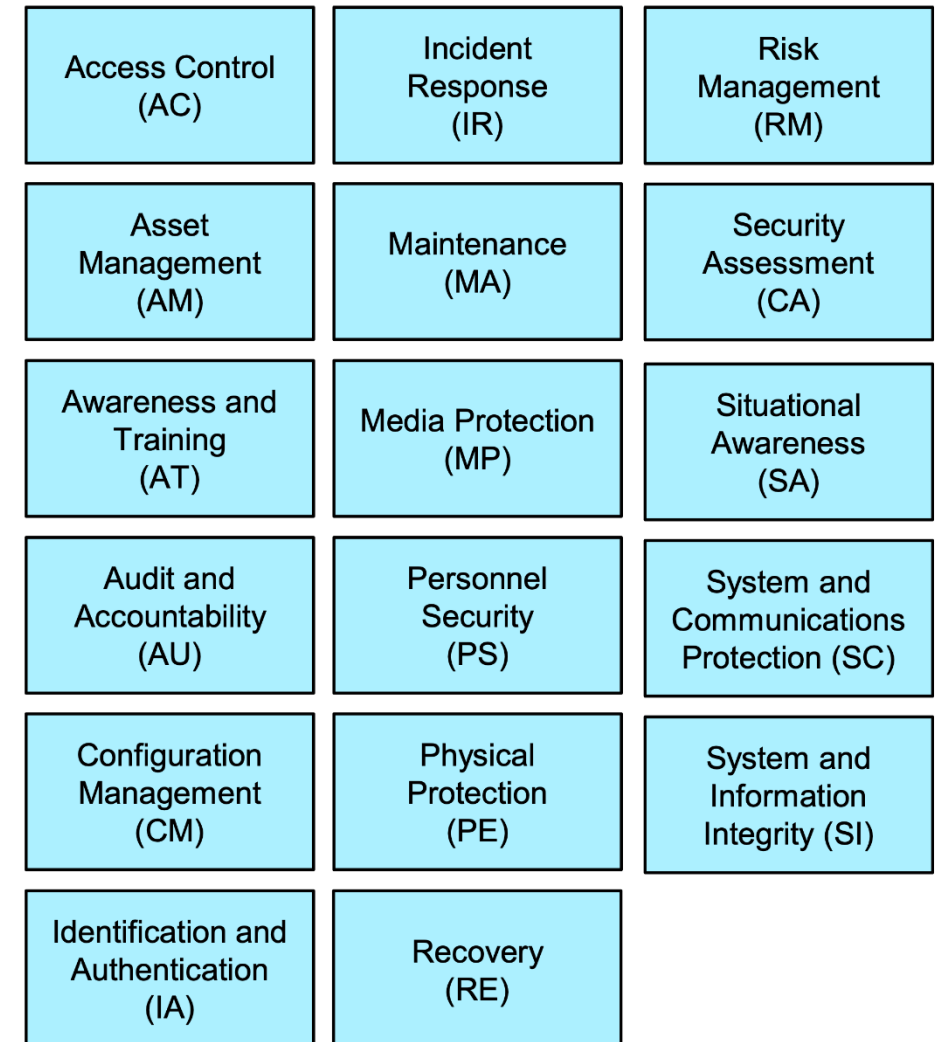 Access Control
(AC)
Incident
Response
(IR)
Risk
Management
(RM)
Asset
Management
(AM)
Maintenance
(MA)
Security
Assessment
(CA)
Awareness and
Training
(AT)
Media Protection
(MP)
Situational
Awareness
(SA)
Audit and
Accountability
(AU)
Personnel
Security
(PS)
System and
Communications
Protection (SC)
Configuration
Management
(CM)
Physical
Protection
(PE)
System and
Information
Integrity (SI)
Identification and
Authentication
(IA)
Recovery
(RE)